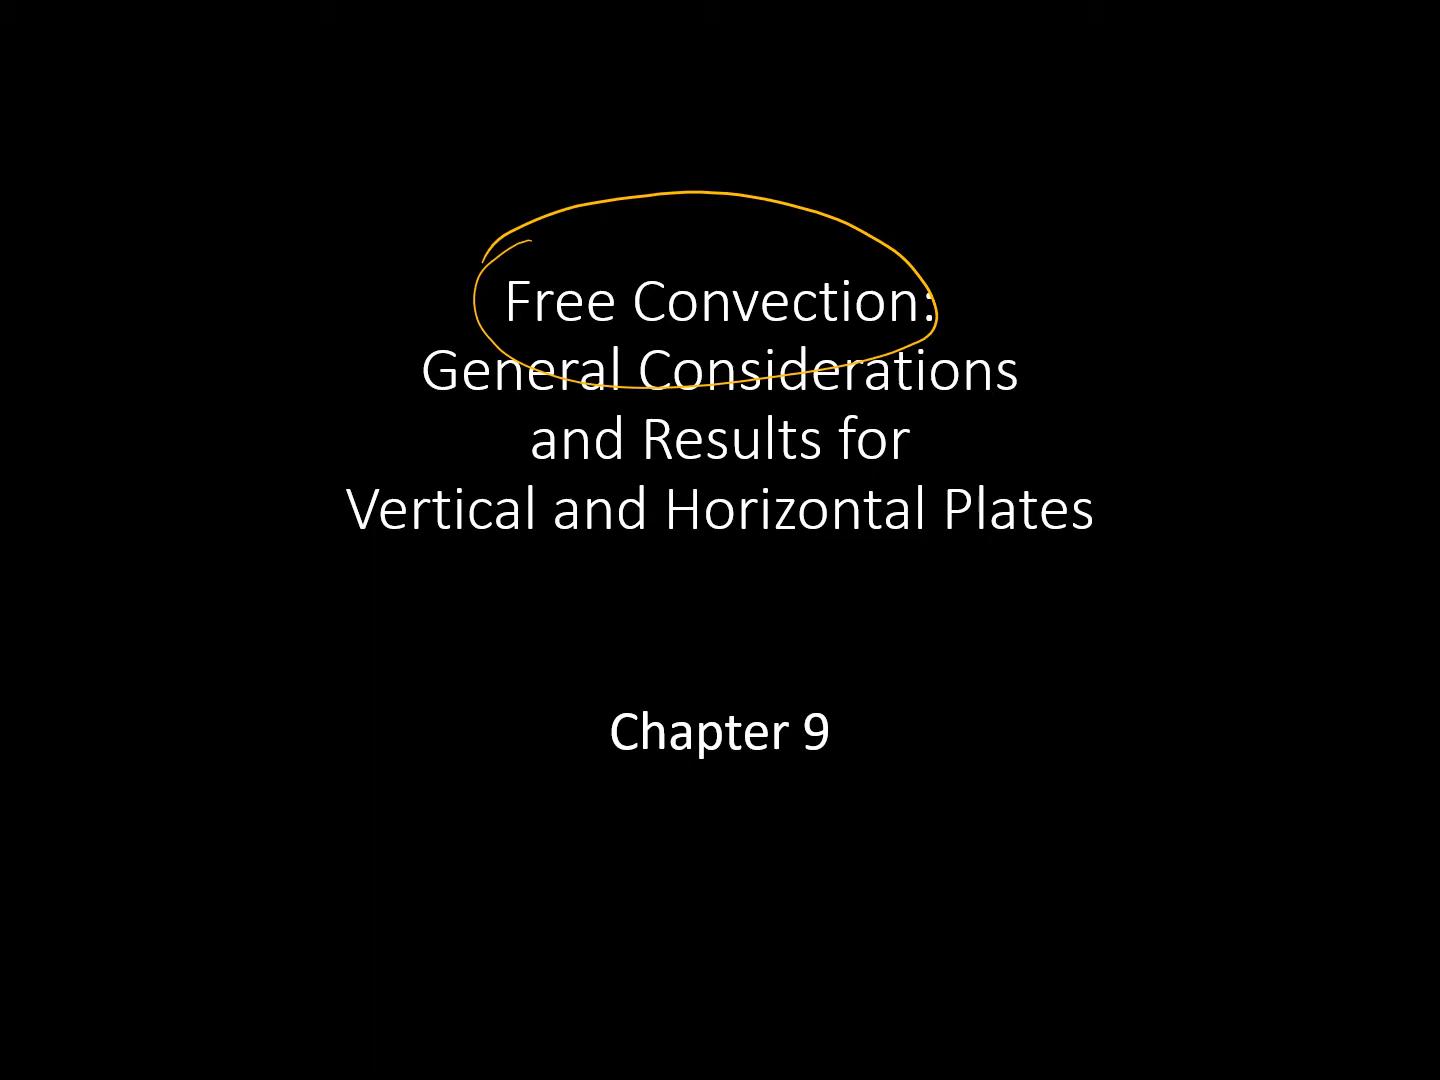 Free Convection:
General Considerations
and Results for
Vertical and Horizontal Plates
Chapter 9